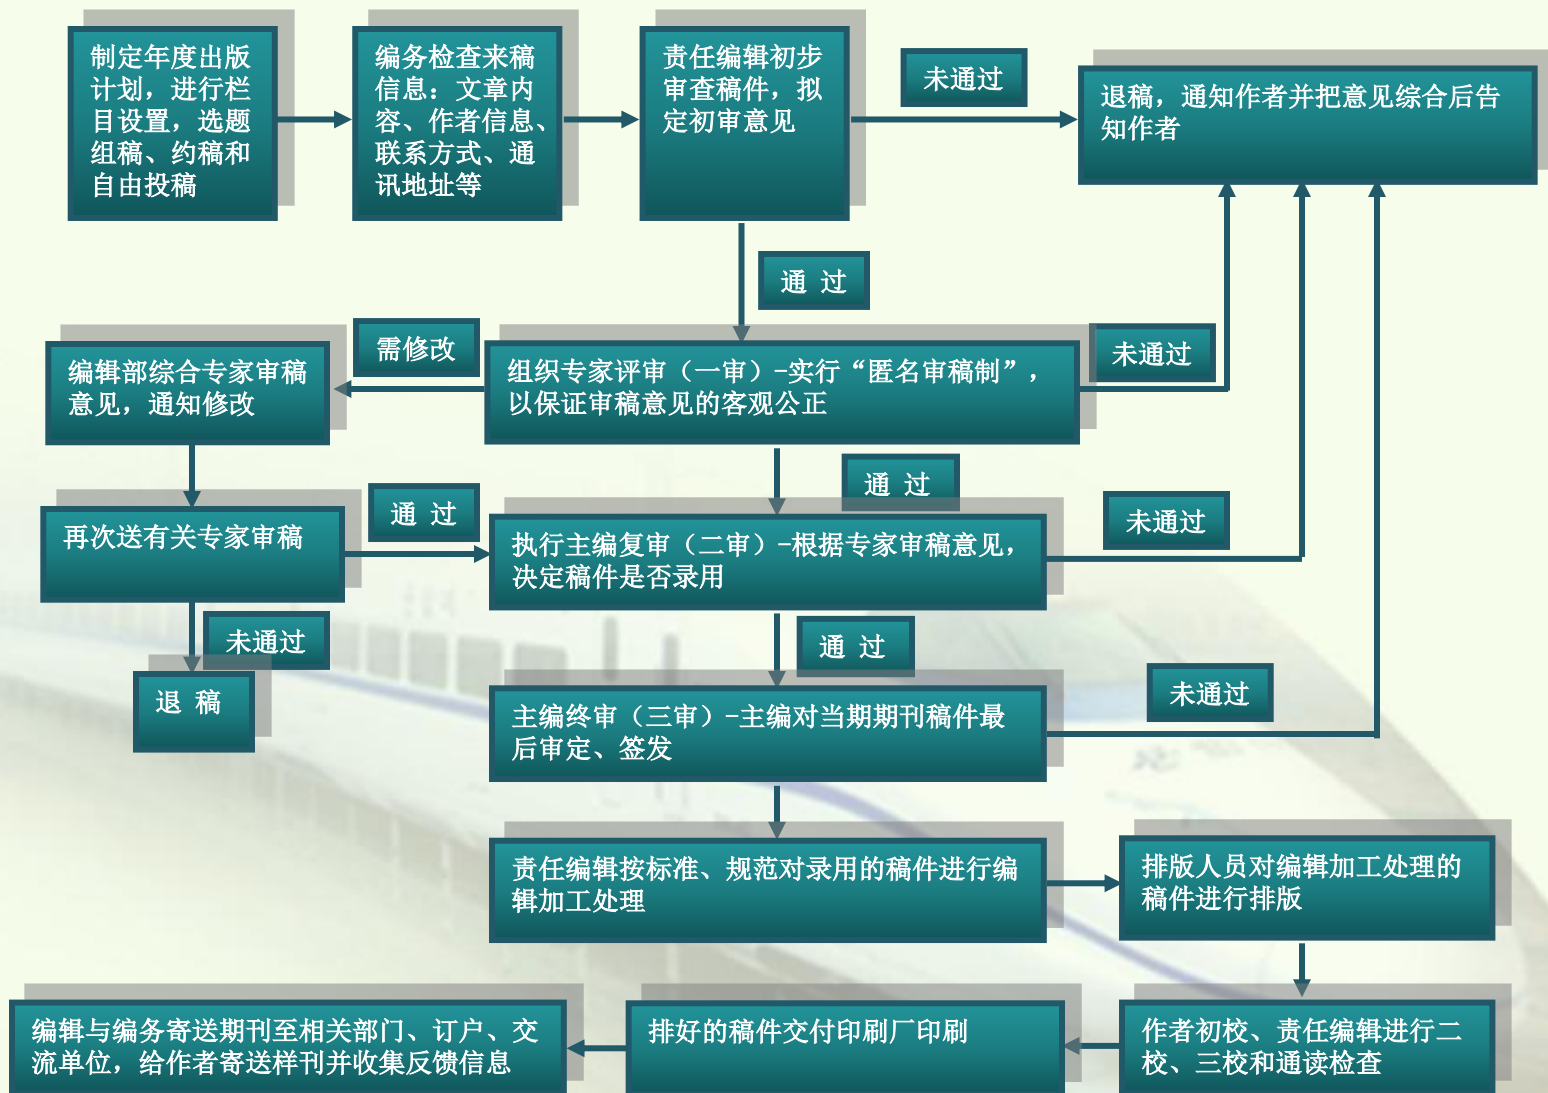 制定年度出版
计划，进行栏
目设置，选题
组稿、约稿和
自由投稿
编务检查来稿
信息：文章内
容、作者信息、
联系方式、通
讯地址等
责任编辑初步
审查稿件，拟
定初审意见
未通过
退稿，通知作者并把意见综合后告
知作者
通 过
编辑部综合专家审稿
意见，通知修改
需修改
组织专家评审（一审）-实行“匿名审稿制”，
以保证审稿意见的客观公正
未通过
再次送有关专家审稿
通 过
通 过
执行主编复审（二审）-根据专家审稿意见，
决定稿件是否录用
未通过
未通过
退 稿
通 过
主编终审（三审）-主编对当期期刊稿件最
后审定、签发
未通过
责任编辑按标准、规范对录用的稿件进行编
辑加工处理
排版人员对编辑加工处理的
稿件进行排版
编辑与编务寄送期刊至相关部门、订户、交
流单位，给作者寄送样刊并收集反馈信息
排好的稿件交付印刷厂印刷
作者初校、责任编辑进行二
校、三校和通读检查